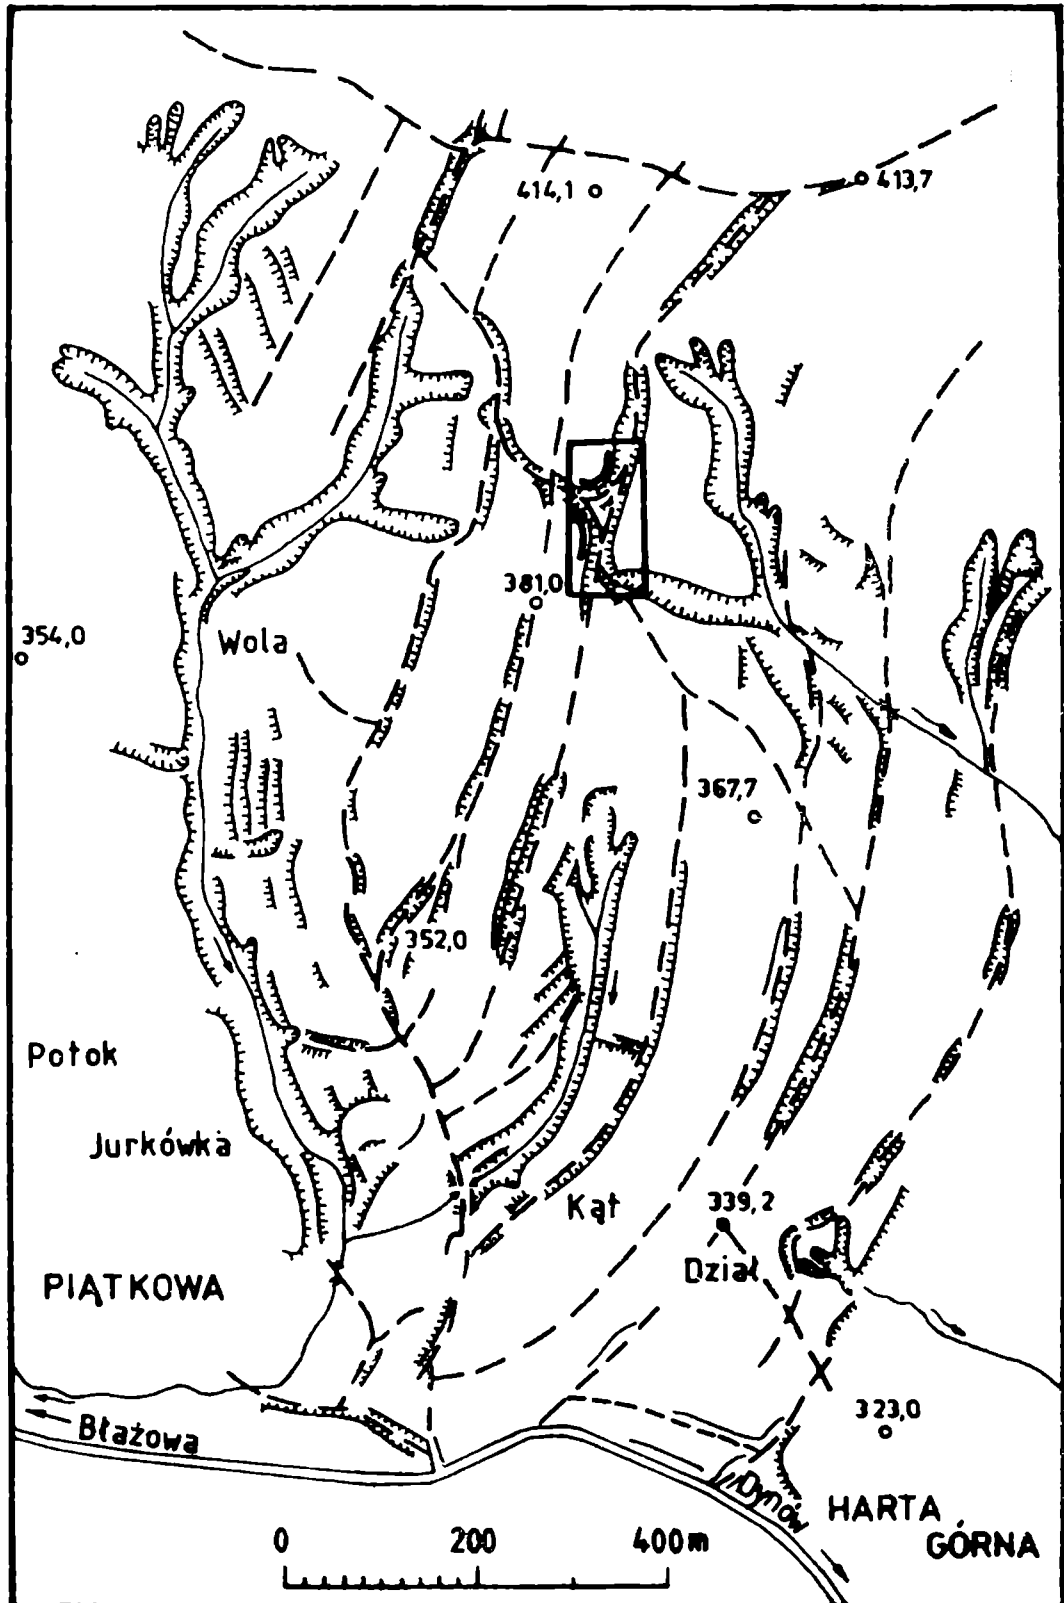 414,1
413,7
381,0
354,0
Wola
367,7
352,0
Potok
Jurkówka
Kąt
339,2
Dział
PIĄTKOWA
323,0
Błażowa
Dynów
HARTA
GÓRNA
0 200 400m